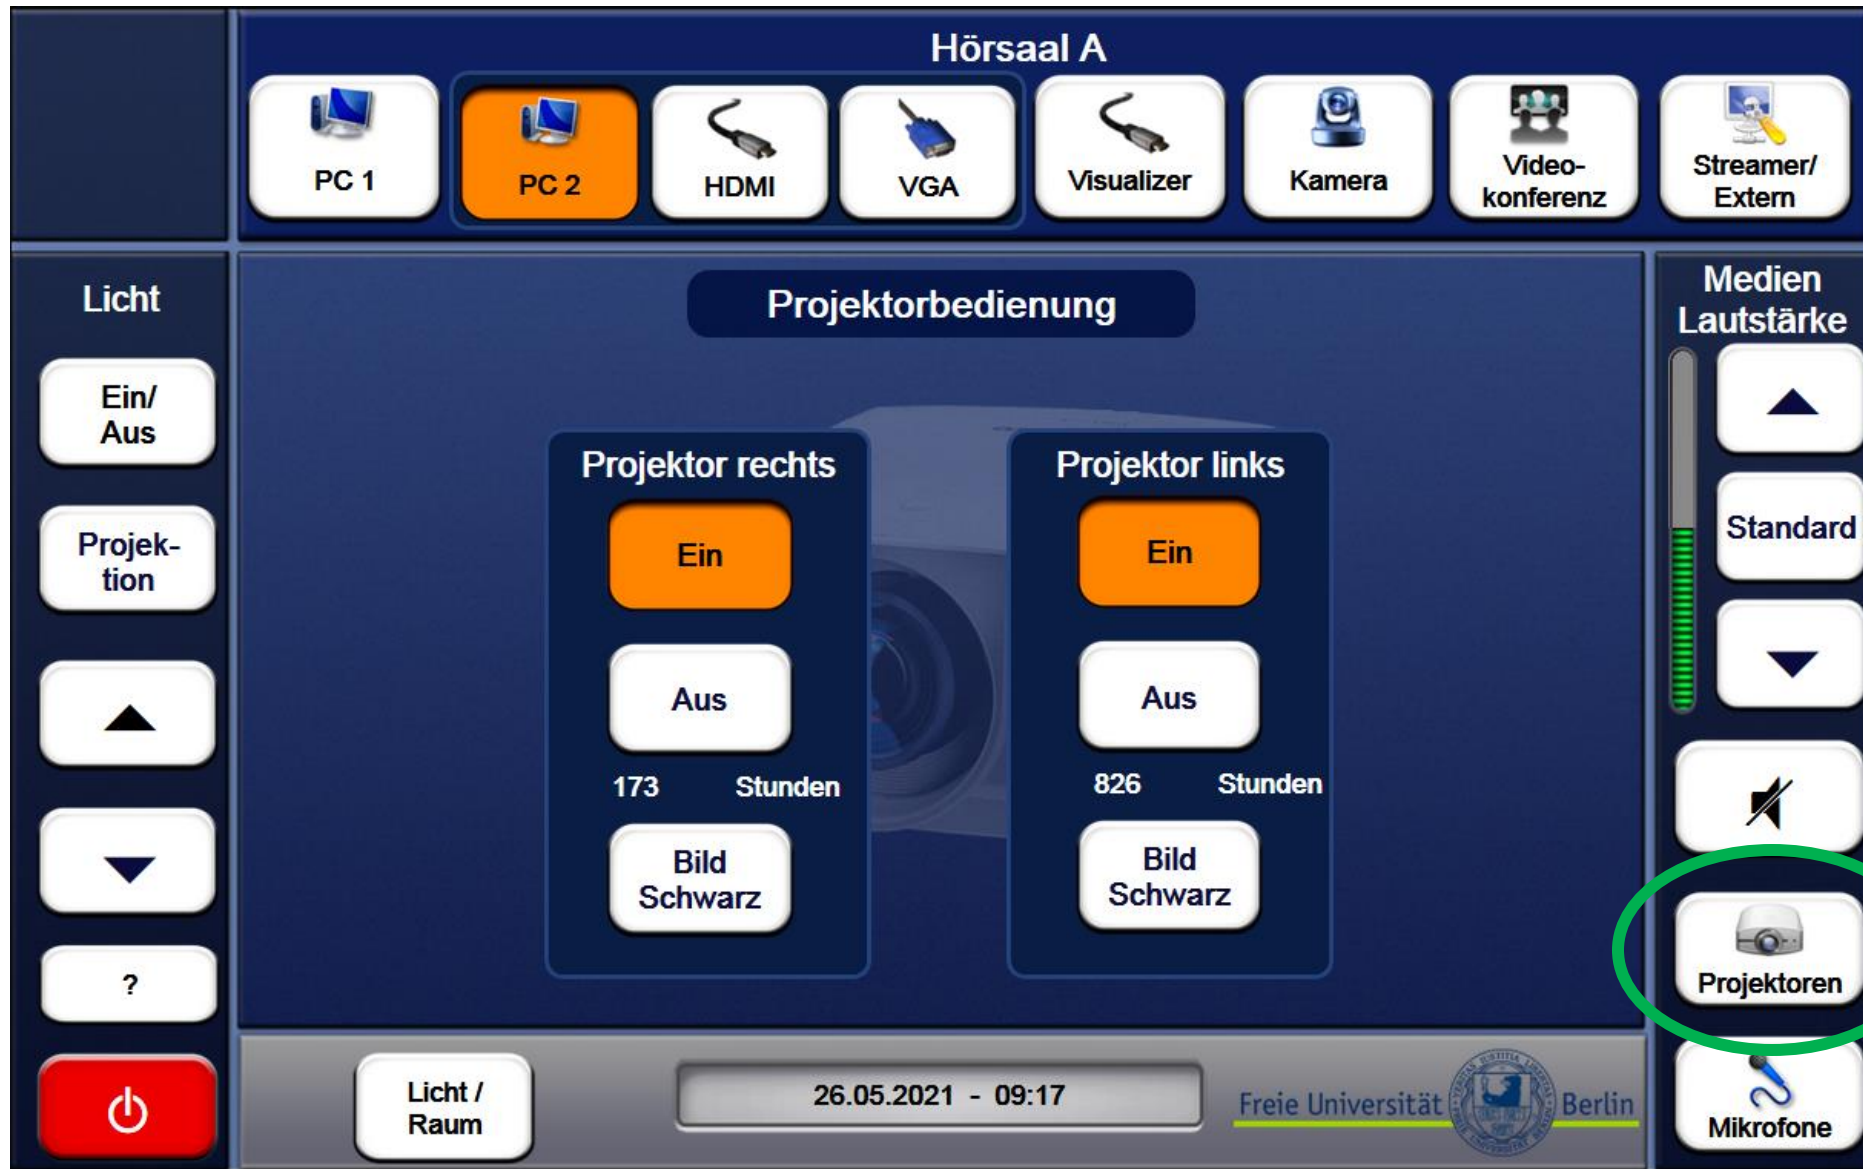 Hörsaal A
PC 1
PC 2
HDMI
VGA
Visualizer
Kamera
Video-
konferenz
Streamer/
Extern
Licht
Ein/
Aus
Projek-
tion
?
Projektorbedienung
Projektor rechts
Ein
Aus
173 Stunden
Bild
Schwarz
Projektor links
Ein
Aus
826 Stunden
Bild
Schwarz
Medien
Lautstärke
Standard
Projektoren
Mikrofone
Licht /
Raum
26.05.2021 - 09:17
Freie Universität Berlin